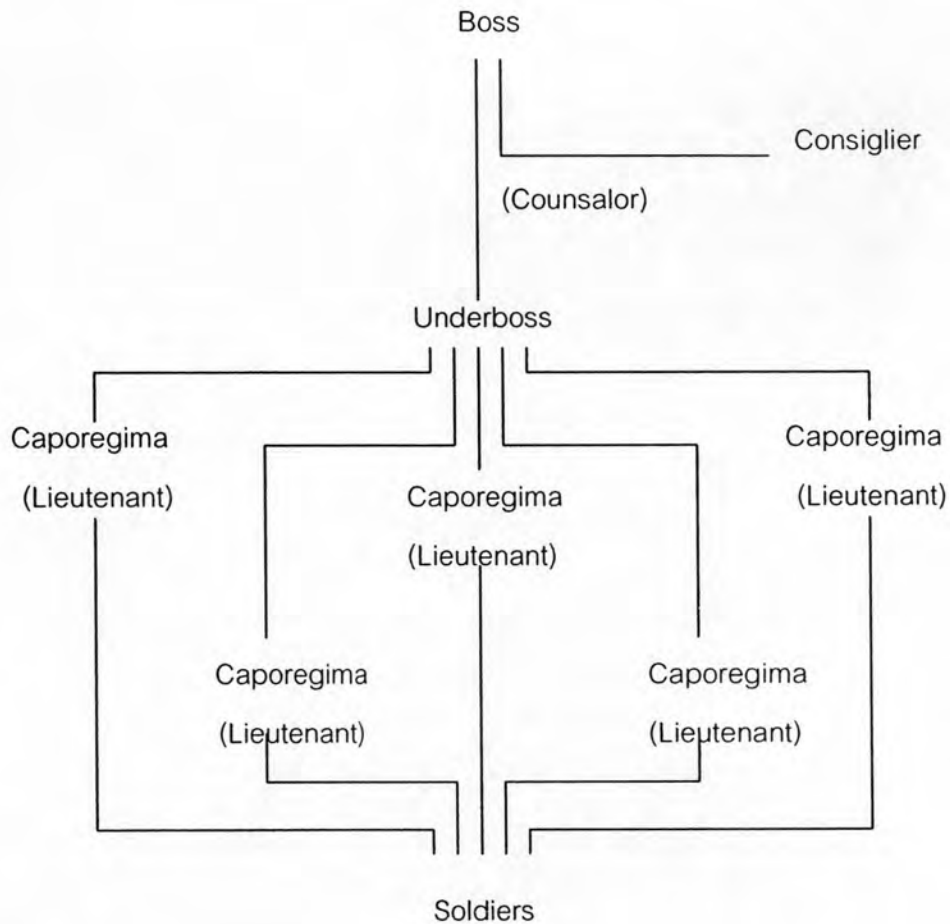 Boss
Consiglier
(Counsalor)
Underboss
Caporegima
(Lieutenant)
Caporegima
(Lieutenant)
Caporegima
(Lieutenant)
Caporegima
(Lieutenant)
Caporegima
(Lieutenant)
Soldiers